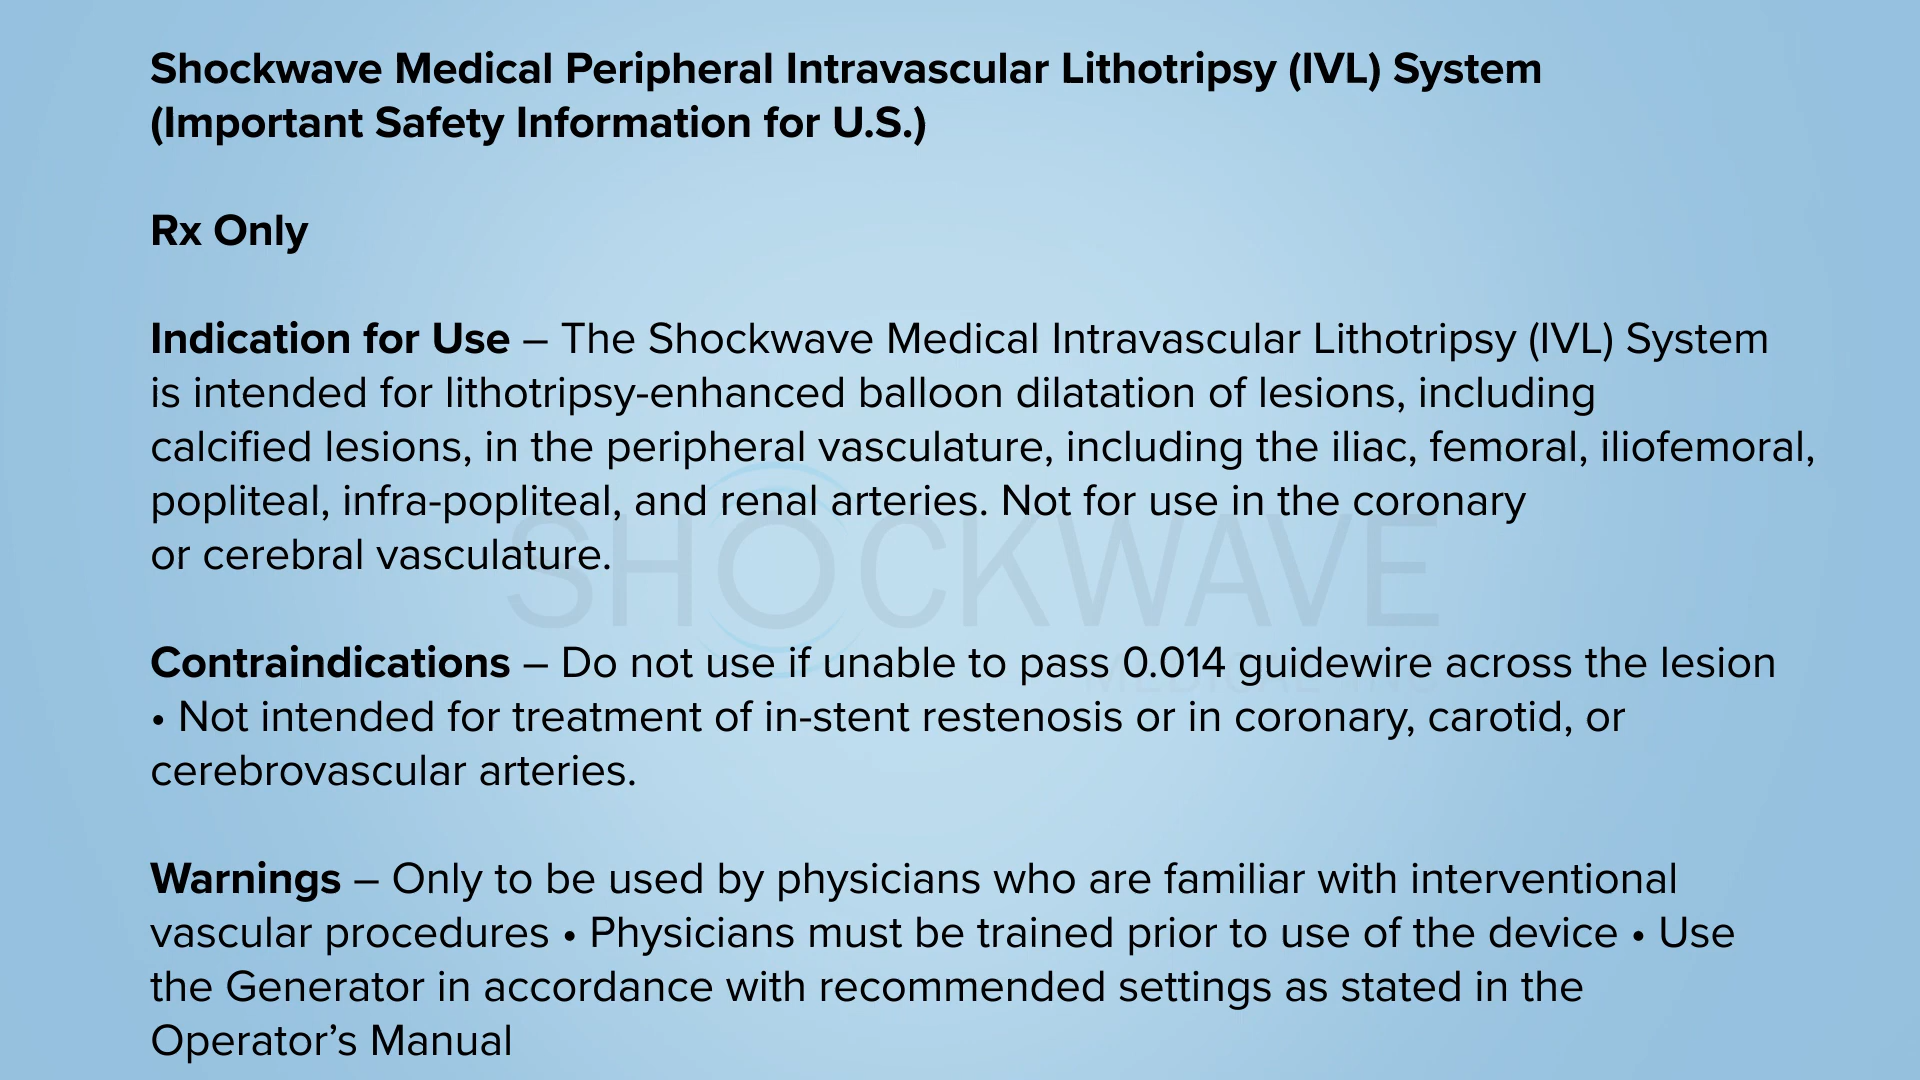 Shockwave Medical Peripheral Intravascular Lithotripsy (IVL) System
(Important Safety Information for U.S.)
Rx Only
Indication for Use – The Shockwave Medical Intravascular Lithotripsy (IVL) System
is intended for lithotripsy-enhanced balloon dilatation of lesions, including
calcified lesions, in the peripheral vasculature, including the iliac, femoral, iliofemoral,
popliteal, infra-popliteal, and renal arteries. Not for use in the coronary
or cerebral vasculature.
SHOCKWAVE
Contraindications – Do not use if unable to pass 0.014 guidewire across the lesion
• Not intended for treatment of in-stent restenosis or in coronary, carotid, or
cerebrovascular arteries.
Warnings – Only to be used by physicians who are familiar with interventional
vascular procedures • Physicians must be trained prior to use of the device • Use
the Generator in accordance with recommended settings as stated in the
Operator’s Manual